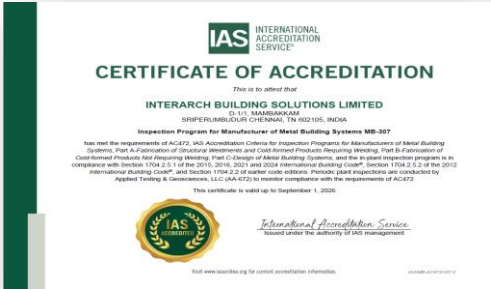 IAS
INTERNATIONAL
ACCREDITATION
SERVICE®
CERTIFICATE OF ACCREDITATION
This is to attest that
INTERARCH BUILDING SOLUTIONS LIMITED
D-1/1, MAMBAKKAM
SRIPERUMBUDUR CHENNAI, TN 602105, INDIA
Inspection Program for Manufacturer of Metal Building Systems MB-307
has met the requirements of AC472, IAS Accreditation Criteria for Inspection Programs for Manufacturers of Metal Building
Systems, Part A-Fabrication of Structural Weldments and Cold-formed Products Requiring Welding, Part B-Fabrication of
Cold-formed Products Not Requiring Welding, Part C-Design of Metal Building Systems, and the in-plant inspection program is in
compliance with Section 1704.2.5.1 of the 2015, 2018, 2021 and 2024 International Building Code®, Section 1704.2.5.2 of the 2012
International Building Code®, and Section 1704.2.2 of earlier code editions. Periodic plant inspections are conducted by
Applied Testing & Geosciences, LLC (AA-672) to monitor compliance with the requirements of AC472.
This certificate is valid up to September 1, 2026
IAS
ACCREDITED
International Accreditation Service
Issued under the authority of IAS management
Visit www.iasonline.org for current accreditation information.